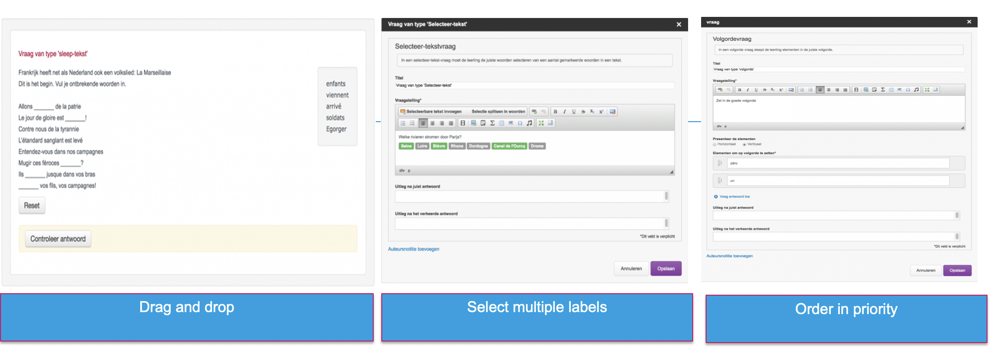 Vraag van type 'sleep-tekst'
Frankrijk heeft net als Nederland ook een volkslied: La Marseillaise
Dit is het begin. Vul je ontbrekende woorden in.
Allons _______ de la patrie
Le jour de gloire est _______!
Contre nous de la tyrannie
L'étandard sanglant est levé
Entendez-vous dans nos campagnes
Mugir ces féroces _______?
Ils _______ jusque dans vos bras
_______ vos fils, vos campagnes!
enfants
viennent
arrivé
soldats
Egorger
Reset
Controleer antwoord
Drag and drop
Vraag van type 'Selecteer-tekst'
Selecteer-tekstvraag
In een selecteer-tekst-vraag moet de leerling de juiste woorden selecteren van een aantal gemarkeerde woorden in een tekst.
Titel
Vraag van type 'Selecteer-tekst'
Vraagstelling*
Selecteerbare tekst invoegen Selectie splitsen in woorden
Welke rivieren stromen door Parijs?
Seine Loire Bièvre Rhone Dordogne Canal de l'Ourcq Drome
div p
Uitleg na juist antwoord
Uitleg na het verkeerde antwoord
*Dit veld is verplicht
Auteursnotitie toevoegen
Annuleren Opslaan
Select multiple labels
vraag
Volgordevraag
In een volgorde vraag sleept de leerling elementen in de juiste volgorde.
Titel
Vraag van type 'volgorde'
Vraagstelling*
Zet in de goede volgorde
div p
Presenteer de elementen
Horizontaal Verticaal
Elementen om op volgorde te zetten*
zéro
un
Voeg antwoord toe
Uitleg na juist antwoord
Uitleg na het verkeerde antwoord
*Dit veld is verplicht
Auteursnotitie toevoegen
Annuleren Opslaan
Order in priority